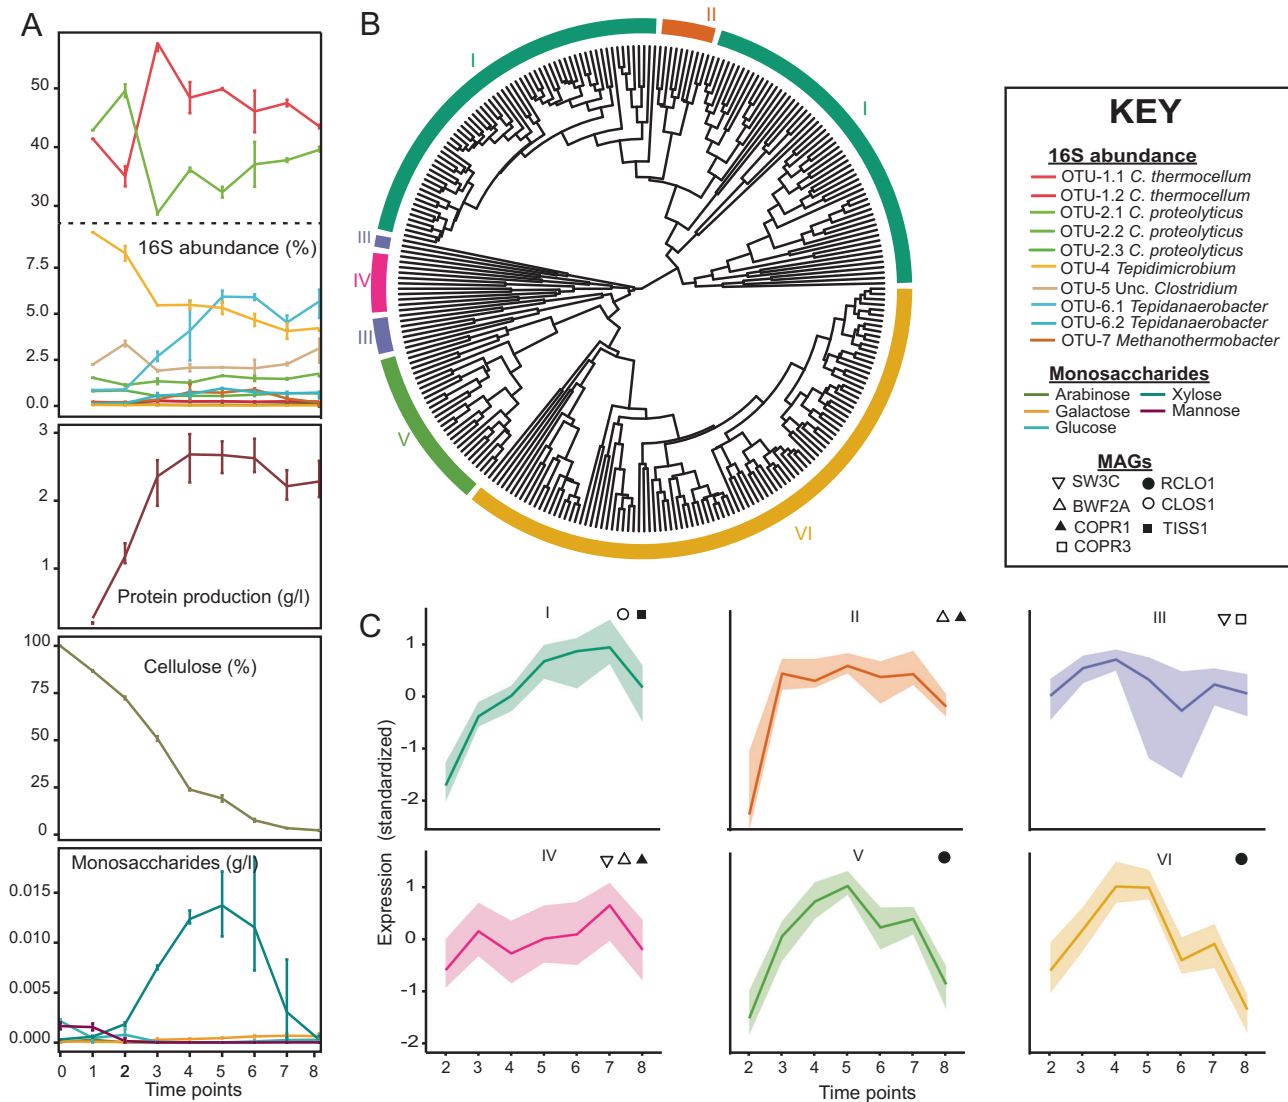 A
50
40
30
16S abundance (%)
7.5
5.0
2.5
0.0
3
2
1
Protein production (g/l)
100
75
50
25
0
Cellulose (%)
Monosaccharides (g/l)
0.015
0.010
0.005
0.000
0 1 2 3 4 5 6 7 8
Time points
B
I
II
I
III
IV
III
V
VI
KEY
16S abundance
OTU-1.1 C. thermocellum
OTU-1.2 C. thermocellum
OTU-2.1 C. proteolyticus
OTU-2.2 C. proteolyticus
OTU-2.3 C. proteolyticus
OTU-4 Tepidimicrobium
OTU-5 Unc. Clostridium
OTU-6.1 Tepidanaerobacter
OTU-6.2 Tepidanaerobacter
OTU-7 Methanothermobacter
Monosaccharides
Arabinose Xylose
Galactose Mannose
Glucose
MAGs
SW3C RCLO1
BWF2A CLOS1
COPR1 TISS1
COPR3
C
I
II
III
1
0
−1
−2
IV
V
VI
1
0
−1
−2
Expression (standardized)
2 3 4 5 6 7 8
2 3 4 5 6 7 8
2 3 4 5 6 7 8
Time points